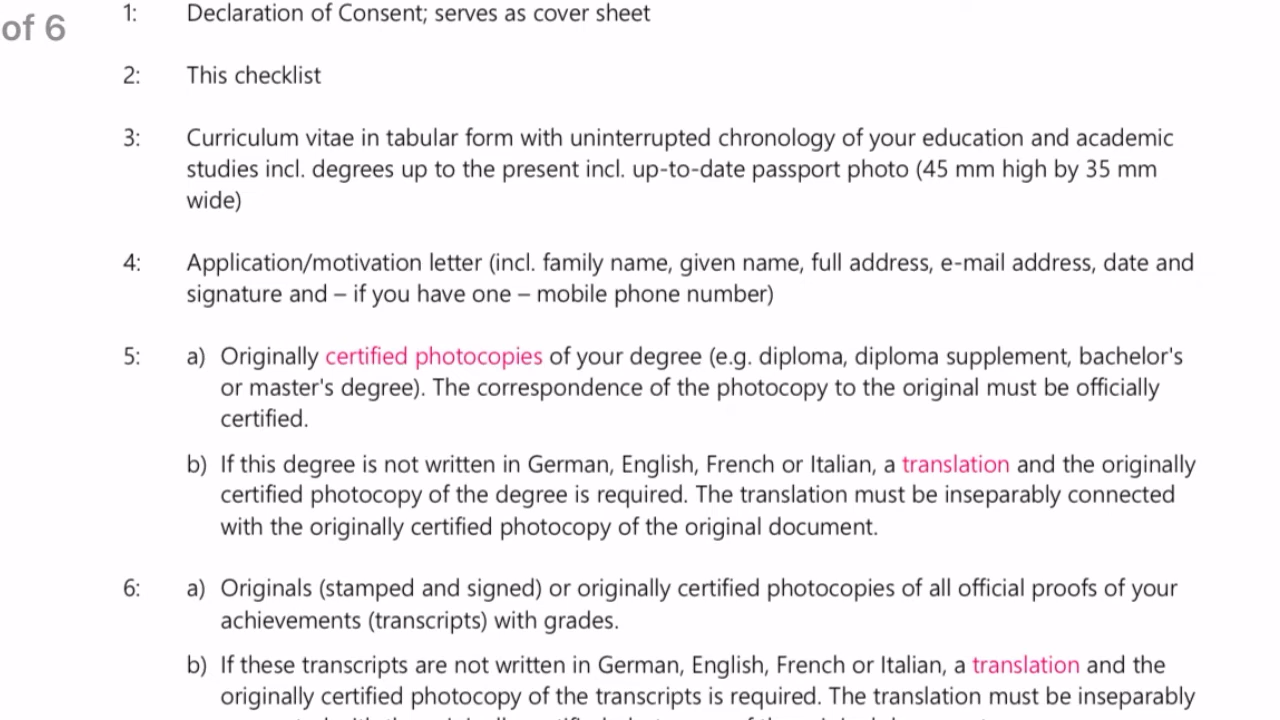 1: Declaration of Consent; serves as cover sheet
of 6
2: This checklist
3: Curriculum vitae in tabular form with uninterrupted chronology of your education and academic
studies incl. degrees up to the present incl. up-to-date passport photo (45 mm high by 35 mm
wide)
4: Application/motivation letter (incl. family name, given name, full address, e-mail address, date and
signature and – if you have one – mobile phone number)
5: a) Originally certified photocopies of your degree (e.g. diploma, diploma supplement, bachelor's
or master's degree). The correspondence of the photocopy to the original must be officially
certified.
b) If this degree is not written in German, English, French or Italian, a translation and the originally
certified photocopy of the degree is required. The translation must be inseparably connected
with the originally certified photocopy of the original document.
6: a) Originals (stamped and signed) or originally certified photocopies of all official proofs of your
achievements (transcripts) with grades.
b) If these transcripts are not written in German, English, French or Italian, a translation and the
originally certified photocopy of the transcripts is required. The translation must be inseparably